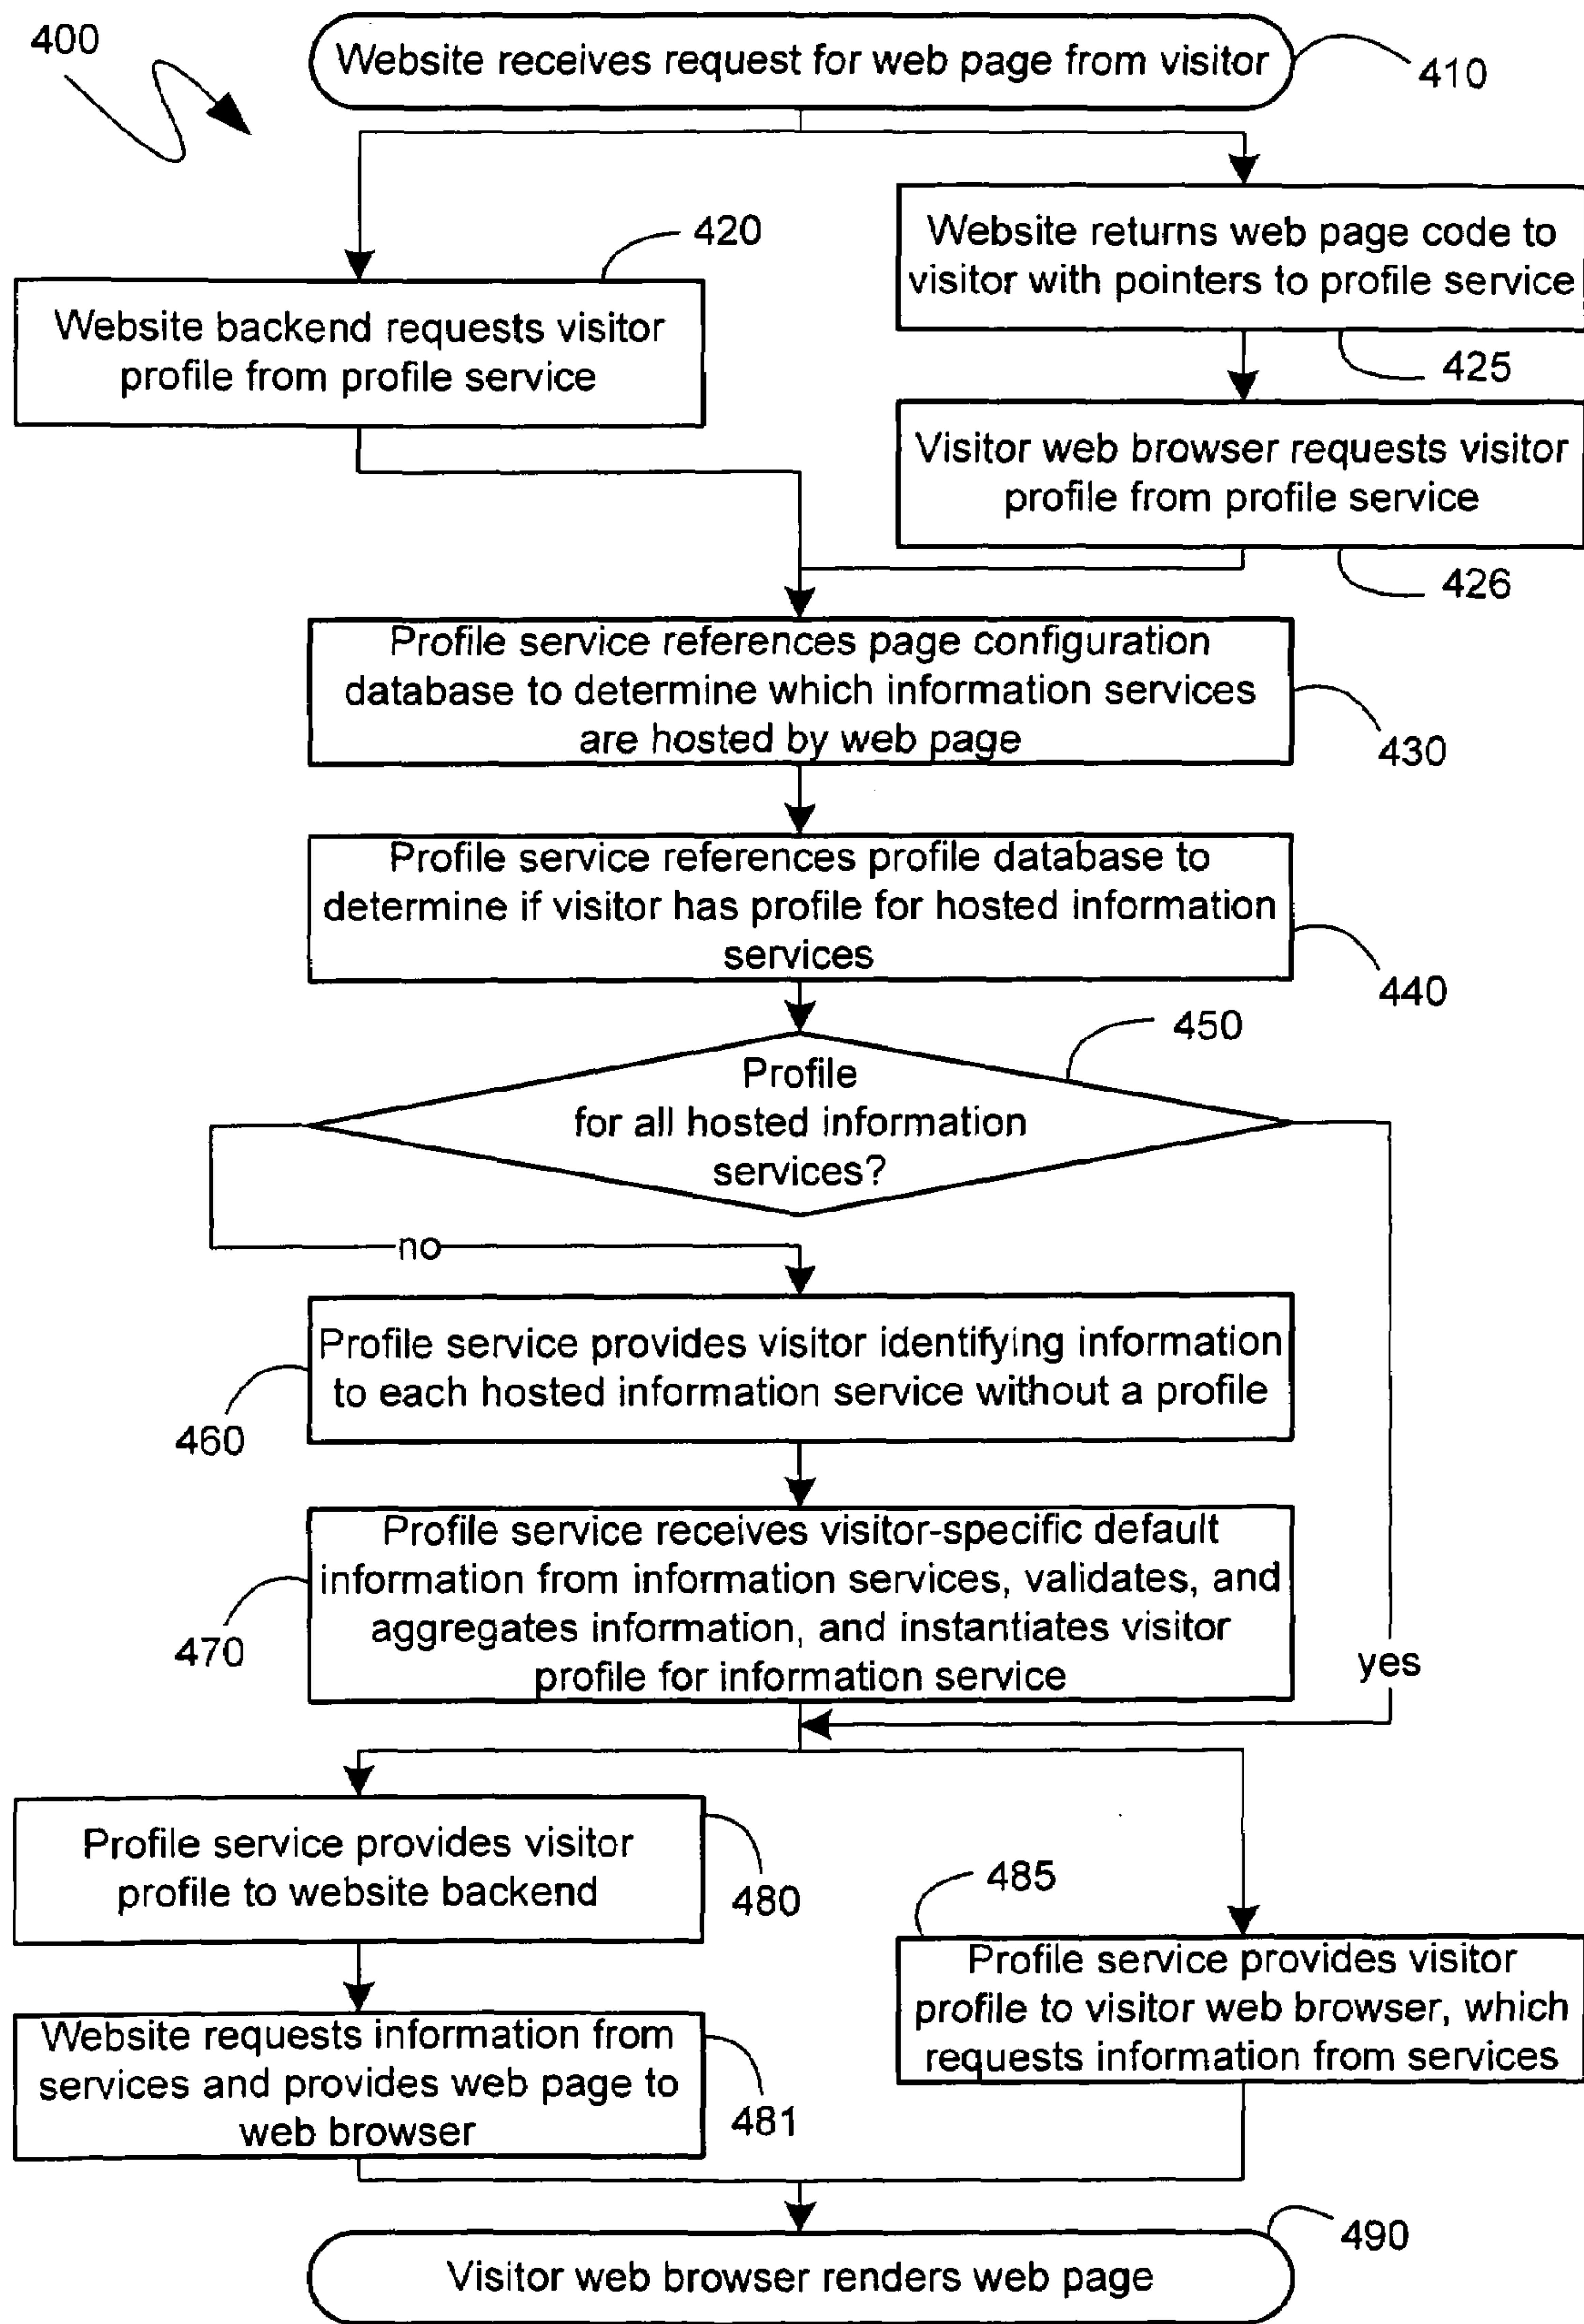 400
Website receives request for web page from visitor
410
420
Website returns web page code to
visitor with pointers to profile service
425
Website backend requests visitor
profile from profile service
Visitor web browser requests visitor
profile from profile service
426
Profile service references page configuration
database to determine which information services
are hosted by web page
430
Profile service references profile database to
determine if visitor has profile for hosted information
services
440
450
Profile
for all hosted information
services?
no
Profile service provides visitor identifying information
to each hosted information service without a profile
460
Profile service receives visitor-specific default
information from information services, validates, and
aggregates information, and instantiates visitor
profile for information service
470
yes
Profile service provides visitor
profile to website backend
480
485
Profile service provides visitor
profile to visitor web browser, which
requests information from services
Website requests information from
services and provides web page to
web browser
481
490
Visitor web browser renders web page